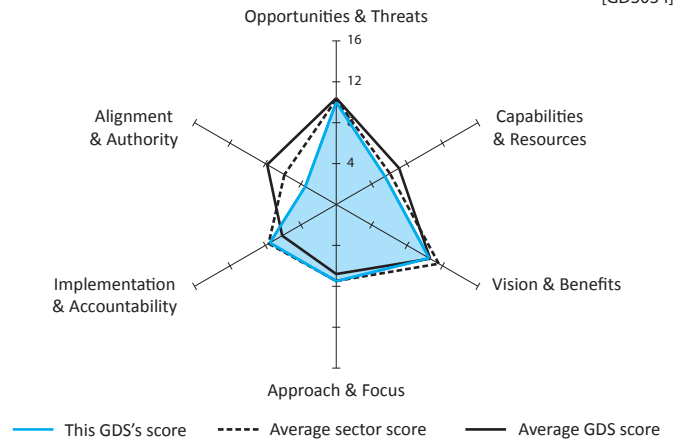 Opportunities & Threats
16
12
4
Alignment
& Authority
Capabilities
& Resources
Implementation
& Accountability
Vision & Benefits
Approach & Focus
This GDS's score
Average sector score
Average GDS score